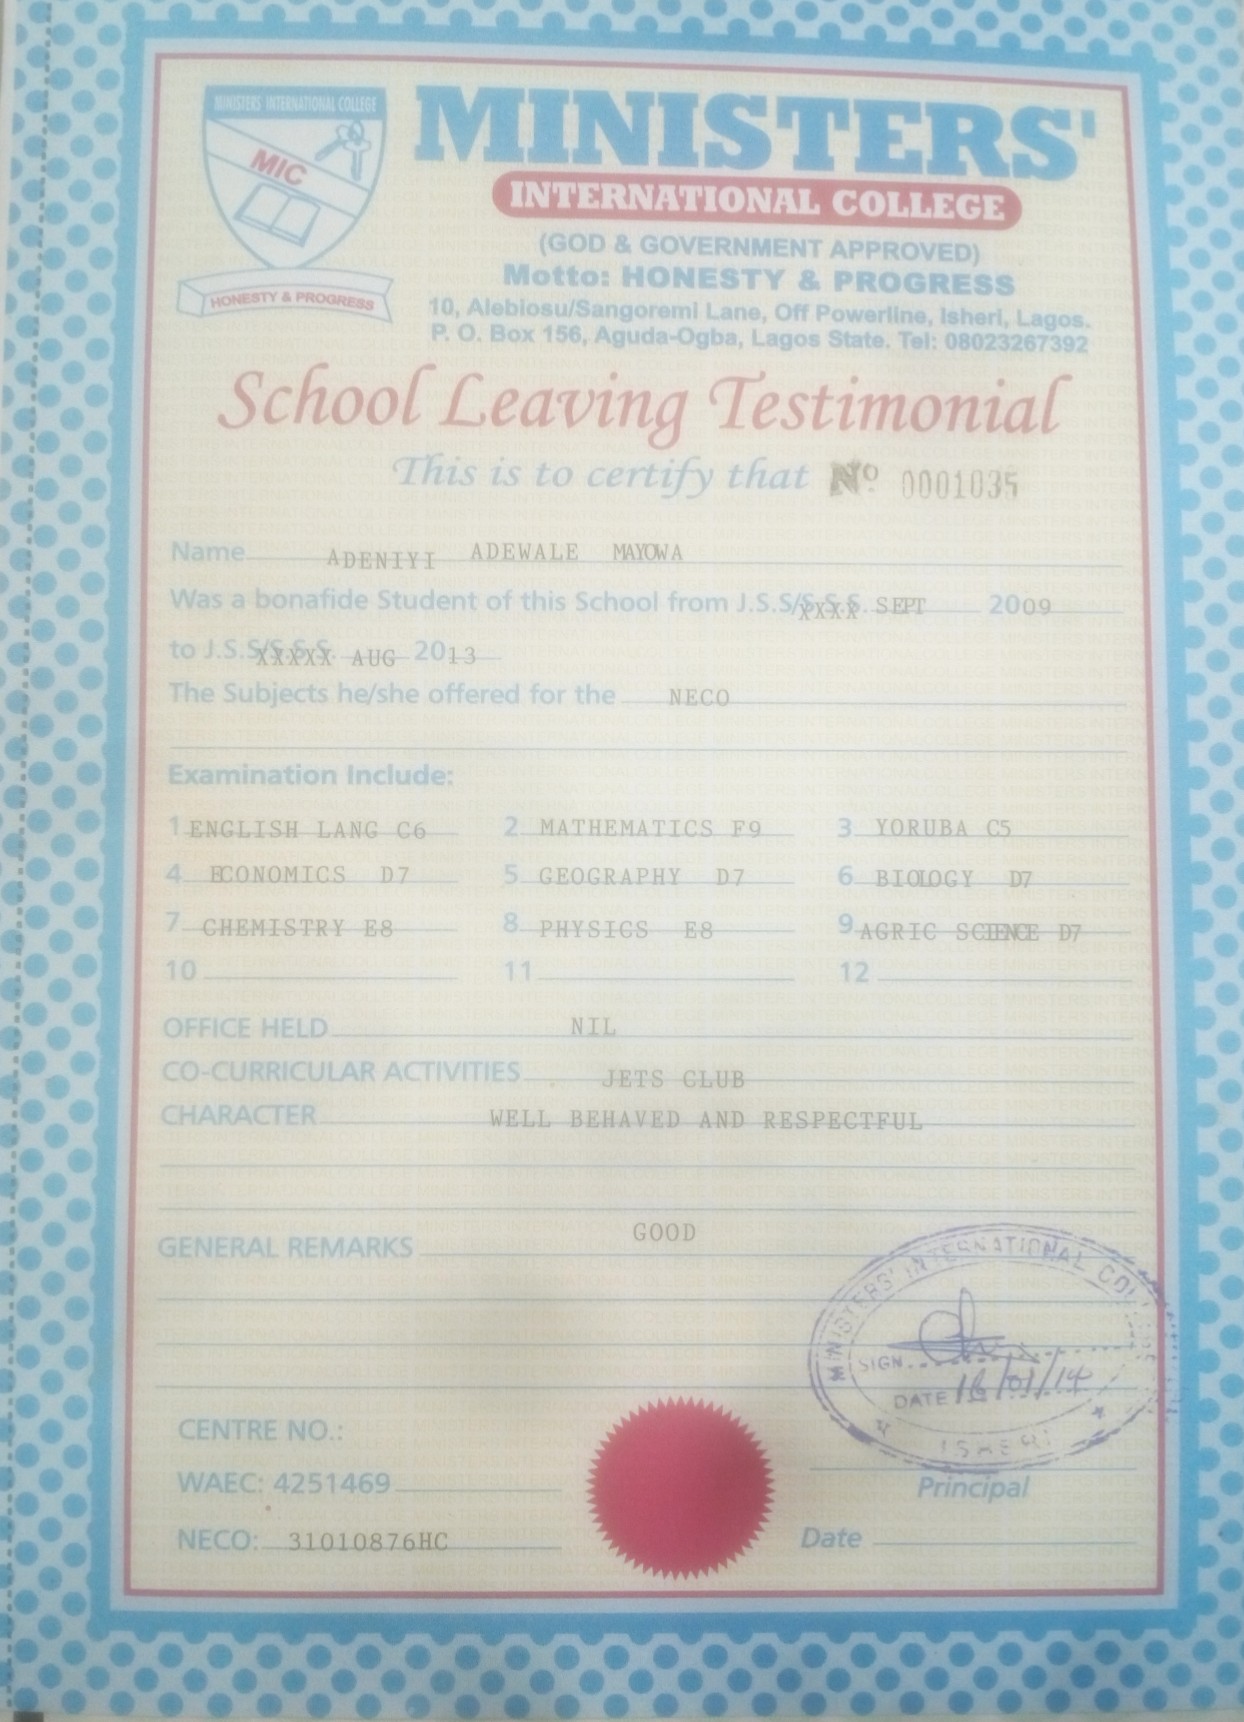 MINISTERS INTERNATIONAL COLLEGE
MIC
HONESTY & PROGRESS
MINISTERS'
INTERNATIONAL COLLEGE
(GOD & GOVERNMENT APPROVED)
Motto: HONESTY & PROGRESS
10, Alebiosu/Sangoremi Lane, Off Powerline, Isheri, Lagos.
P. O. Box 156, Aguda-Ogba, Lagos State. Tel: 08023267392
School Leaving Testimonial
This is to certify that No. 0001035
Name ADENIYI ADEWALE MAYOWA
Was a bonafide Student of this School from J.S.S/S.S.S. SEPT 2009
to J.S.S/S.S.S. AUG 2013
The Subjects he/she offered for the NECO
Examination Include:
1 ENGLISH LANG C6 2 MATHEMATICS F9 3 YORUBA C5
4 ECONOMICS D7 5 GEOGRAPHY D7 6 BIOLOGY D7
7 CHEMISTRY E8 8 PHYSICS E8 9 AGRIC SCIENCE D7
10 11 12
OFFICE HELD NIL
CO-CURRICULAR ACTIVITIES JETS CLUB
CHARACTER WELL BEHAVED AND RESPECTFUL
GENERAL REMARKS GOOD
MINISTERS' INTERNATIONAL COLLEGE
SIGN
DATE 16/01/14
ISHERI
CENTRE NO.:
WAEC: 4251469
Principal
NECO: 31010876HC
Date